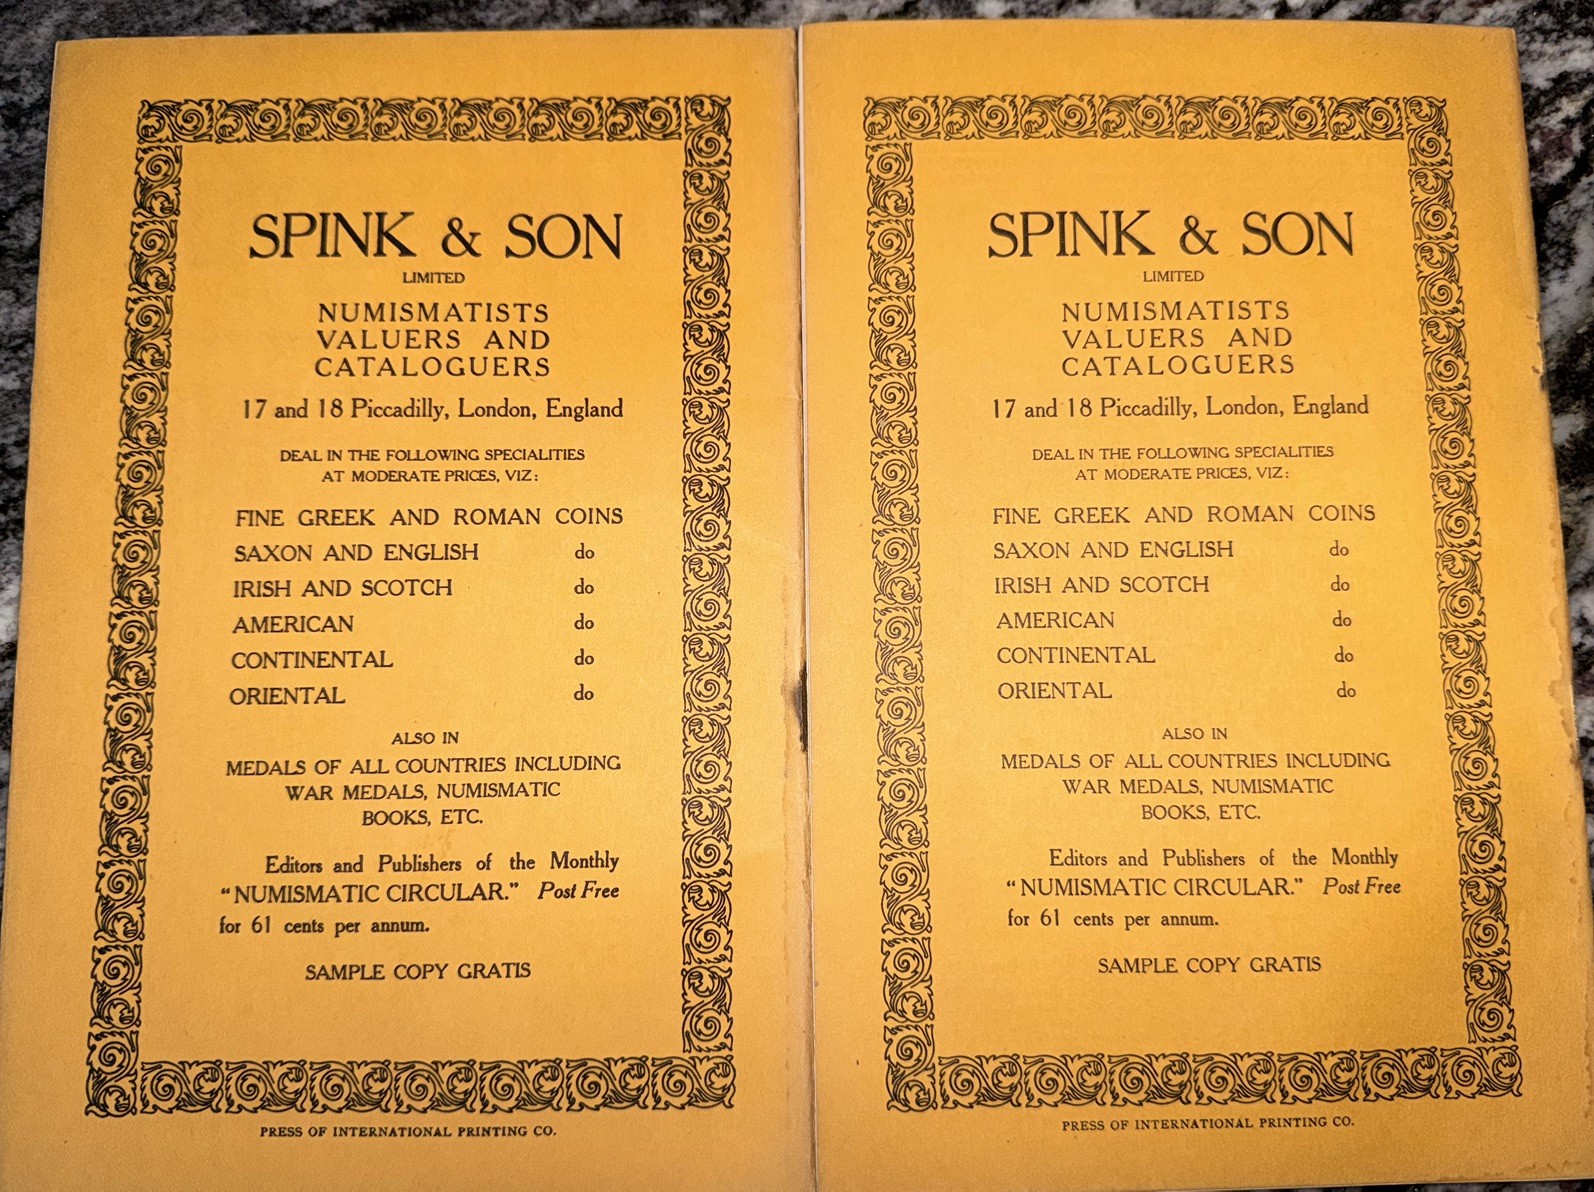 SPINK & SON
LIMITED
NUMISMATISTS
VALUERS AND
CATALOGUERS
17 and 18 Piccadilly, London, England
DEAL IN THE FOLLOWING SPECIALITIES
AT MODERATE PRICES, VIZ:
FINE GREEK AND ROMAN COINS
SAXON AND ENGLISH do
IRISH AND SCOTCH do
AMERICAN do
CONTINENTAL do
ORIENTAL do
ALSO IN
MEDALS OF ALL COUNTRIES INCLUDING
WAR MEDALS, NUMISMATIC
BOOKS, ETC.
Editors and Publishers of the Monthly
"NUMISMATIC CIRCULAR." Post Free
for 61 cents per annum.
SAMPLE COPY GRATIS
PRESS OF INTERNATIONAL PRINTING CO.
SPINK & SON
LIMITED
NUMISMATISTS
VALUERS AND
CATALOGUERS
17 and 18 Piccadilly, London, England
DEAL IN THE FOLLOWING SPECIALITIES
AT MODERATE PRICES, VIZ:
FINE GREEK AND ROMAN COINS
SAXON AND ENGLISH do
IRISH AND SCOTCH do
AMERICAN do
CONTINENTAL do
ORIENTAL do
ALSO IN
MEDALS OF ALL COUNTRIES INCLUDING
WAR MEDALS, NUMISMATIC
BOOKS, ETC.
Editors and Publishers of the Monthly
"NUMISMATIC CIRCULAR." Post Free
for 61 cents per annum.
SAMPLE COPY GRATIS
PRESS OF INTERNATIONAL PRINTING CO.